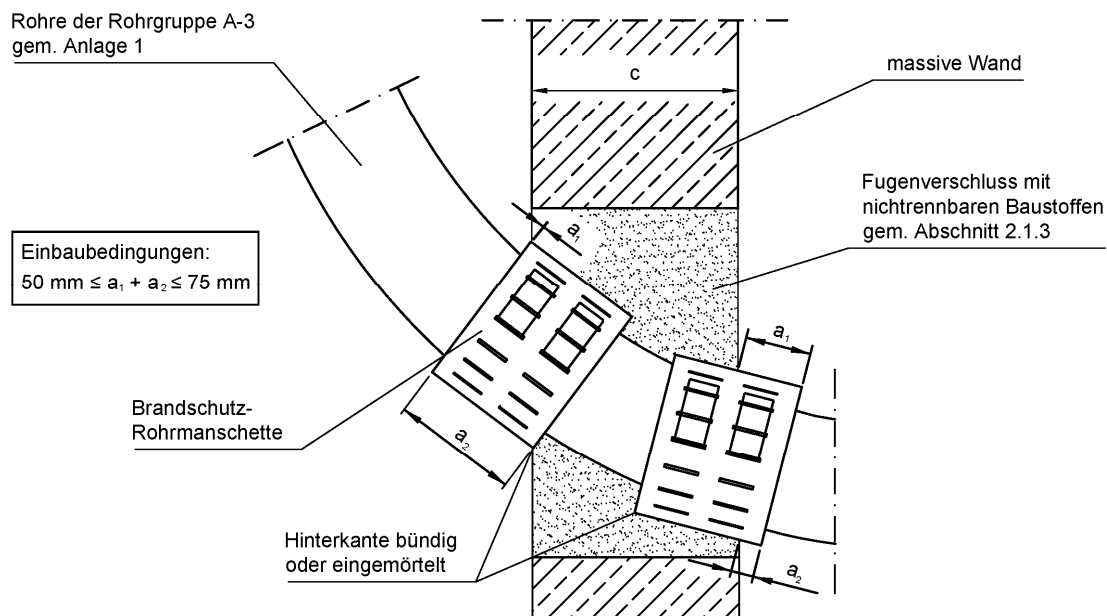 Rohre der Rohrgruppe A-3
gem. Anlage 1
c
massive Wand
Fugenverschluss mit
nichtrennbaren Baustoffen
gem. Abschnitt 2.1.3
a₁
Einbaubedingungen:
50 mm ≤ a₁ + a₂ ≤ 75 mm
a₁
Brandschutz-
Rohrmanschette
a₂
Hinterkante bündig
oder eingemörtelt
a₂